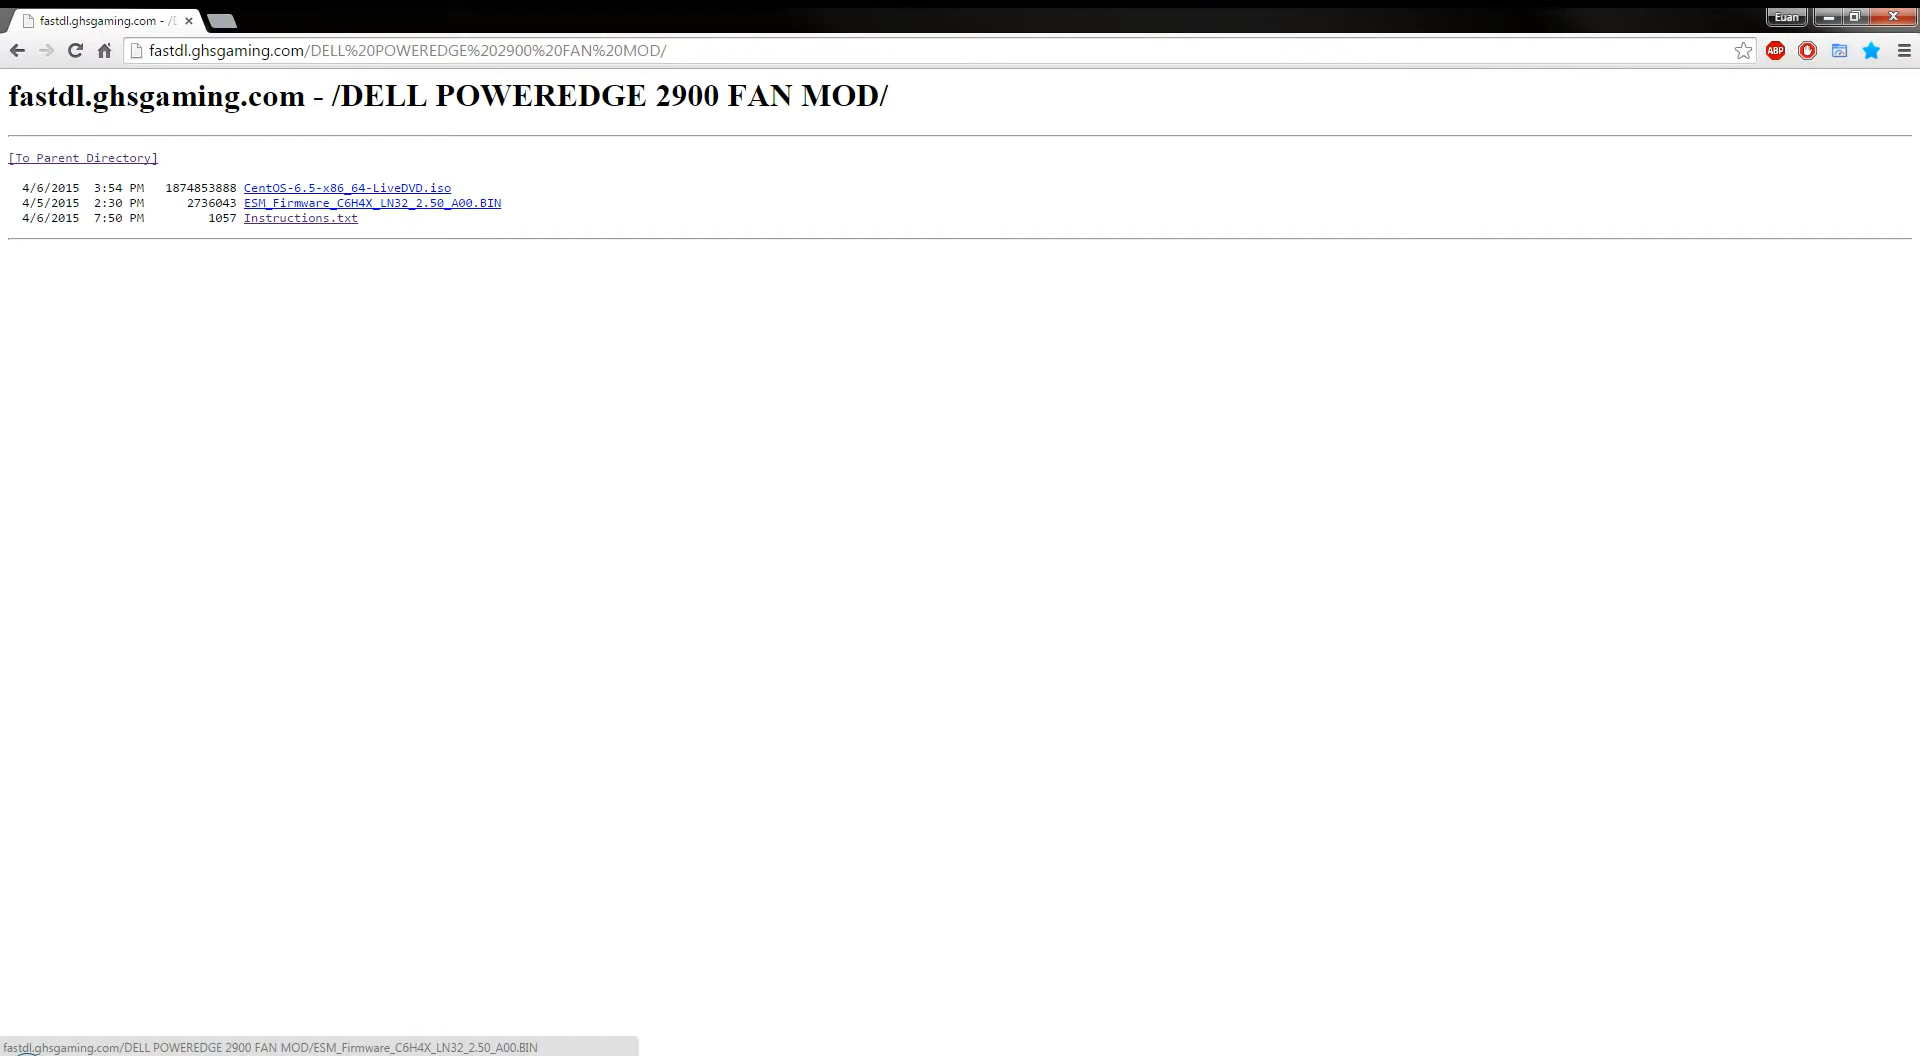 fastdl.ghsgaming.com - /
Euan
fastdl.ghsgaming.com/DELL%20POWEREDGE%202900%20FAN%20MOD/
ABP
fastdl.ghsgaming.com - /DELL POWEREDGE 2900 FAN MOD/
[To Parent Directory]
4/6/2015 3:54 PM 1874853888 CentOS-6.5-x86_64-LiveDVD.iso
4/5/2015 2:30 PM 2736043 ESM_Firmware_C6H4X_LN32_2.50_A00.BIN
4/6/2015 7:50 PM 1057 Instructions.txt
fastdl.ghsgaming.com/DELL POWEREDGE 2900 FAN MOD/ESM_Firmware_C6H4X_LN32_2.50_A00.BIN